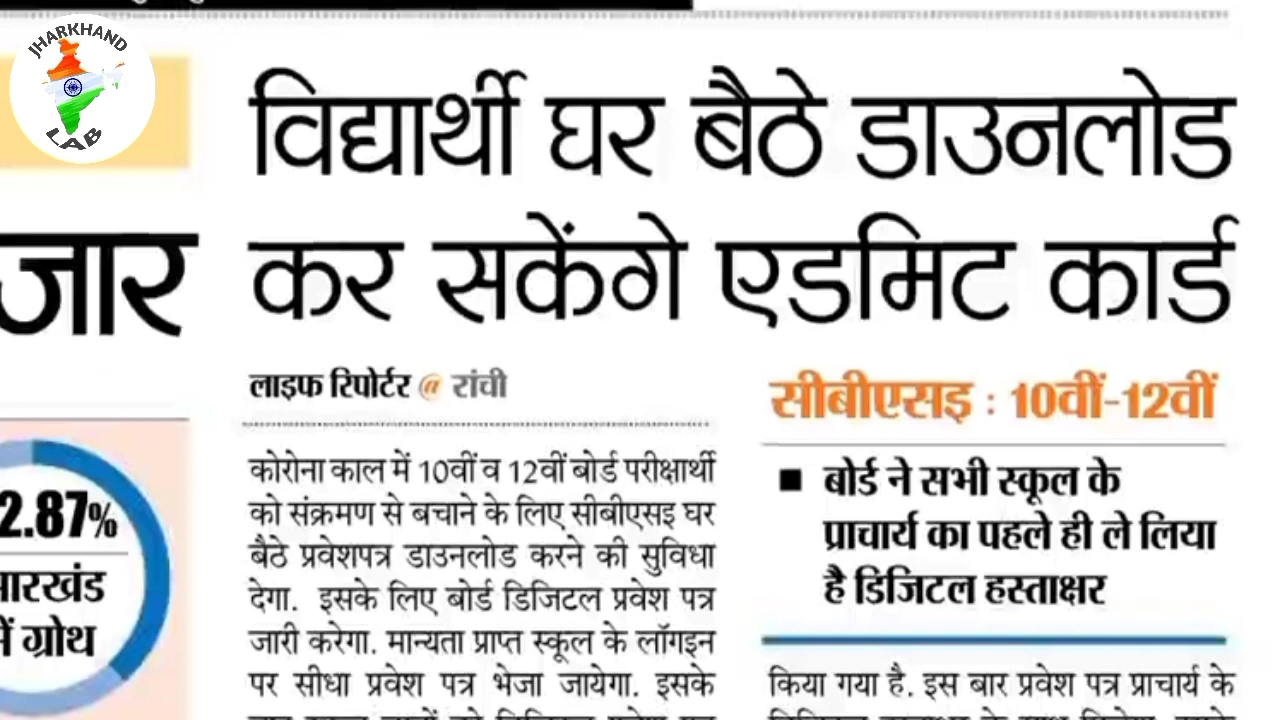 JHARKHAND
LAB
विद्यार्थी घर बैठे डाउनलोड
कर सकेंगे एडमिट कार्ड
जार
लाइफ रिपोर्टर @ रांची
कोरोना काल में 10वीं व 12वीं बोर्ड परीक्षार्थी
को संक्रमण से बचाने के लिए सीबीएसइ घर
बैठे प्रवेशपत्र डाउनलोड करने की सुविधा
देगा. इसके लिए बोर्ड डिजिटल प्रवेश पत्र
जारी करेगा. मान्यता प्राप्त स्कूल के लॉगइन
पर सीधा प्रवेश पत्र भेजा जायेगा. इसके
सीबीएसइ : 10वीं-12वीं
■ बोर्ड ने सभी स्कूल के
प्राचार्य का पहले ही ले लिया
है डिजिटल हस्ताक्षर
किया गया है. इस बार प्रवेश पत्र प्राचार्य के
2.87%
ारखंड
में ग्रोथ